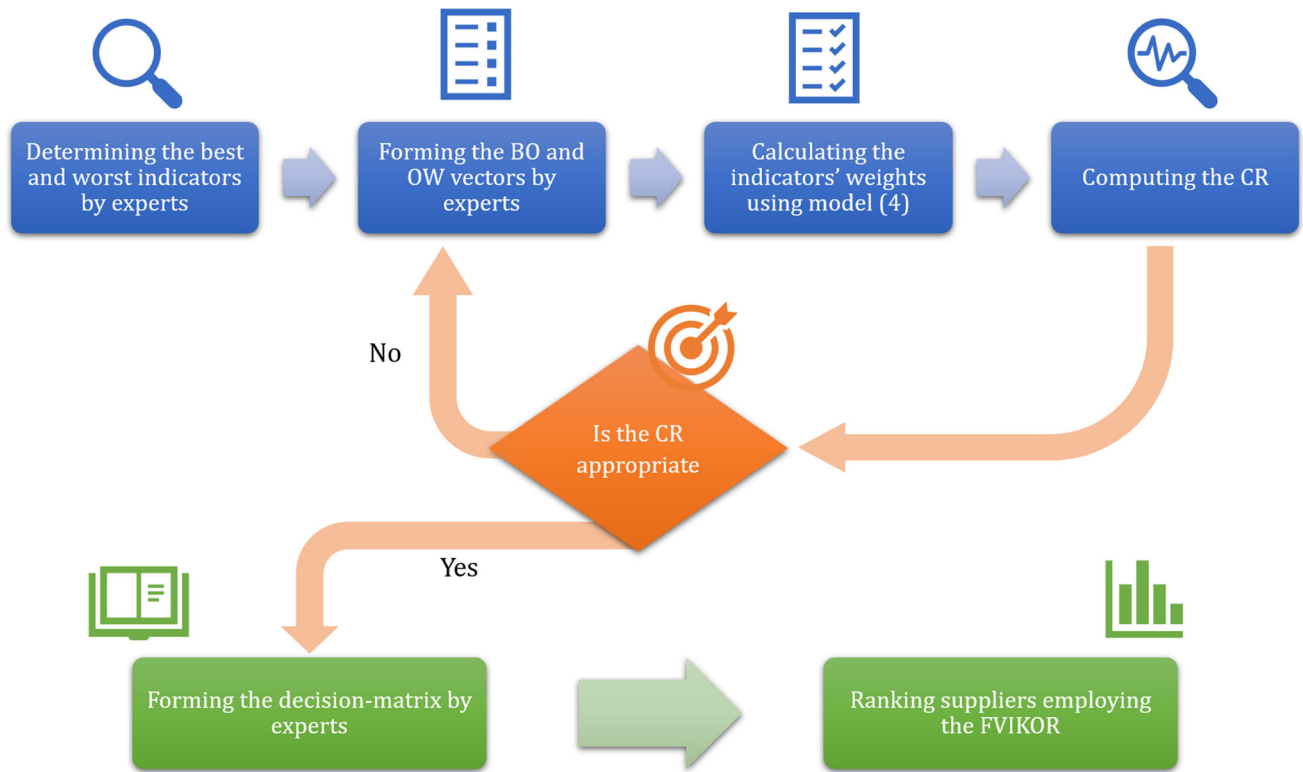 Determining the best
and worst indicators
by experts
Forming the BO and
OW vectors by
experts
Calculating the
indicators’ weights
using model (4)
Computing the CR
No
Is the CR
appropriate
Yes
Forming the decision-matrix by
experts
Ranking suppliers employing
the FVIKOR